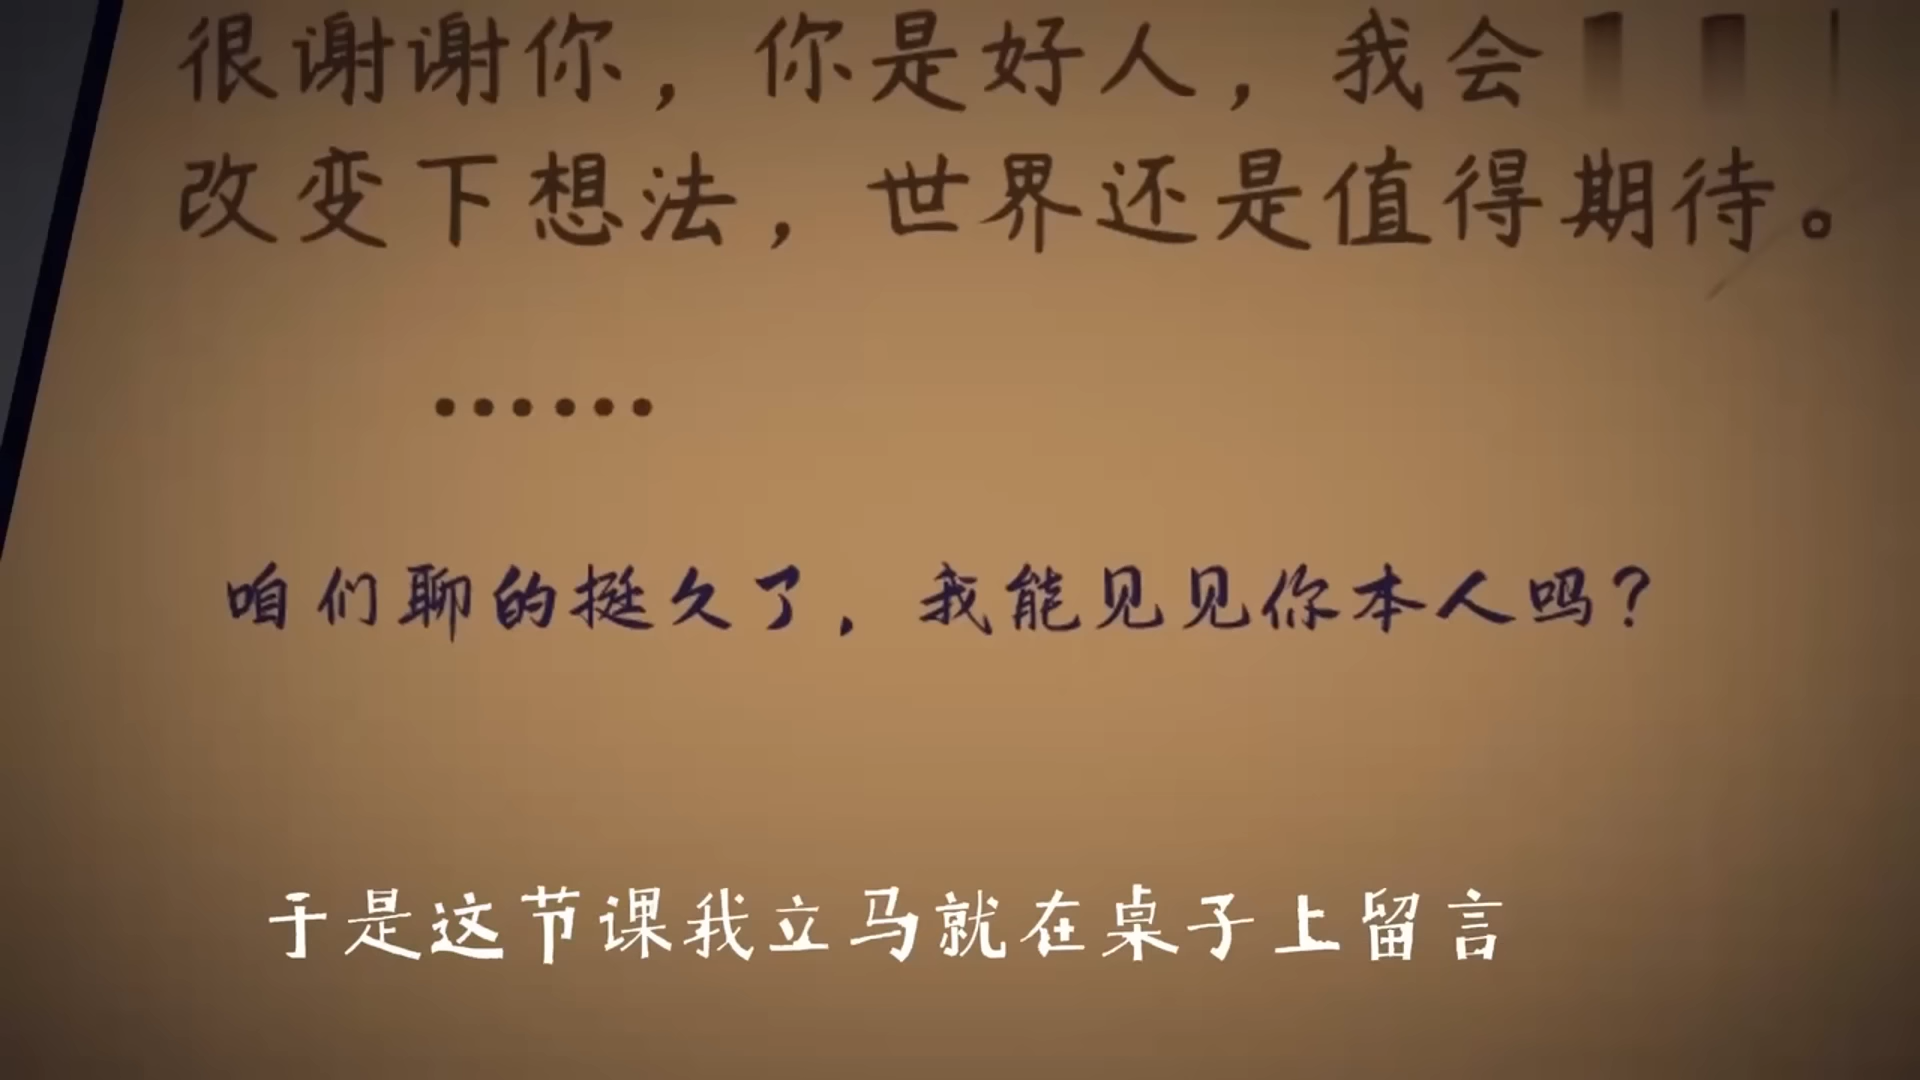 很谢谢你，你是好人，我会
改变下想法，世界还是值得期待。
……
咱们聊的挺久了，我能见见你本人吗？
于是这节课我立马就在桌子上留言